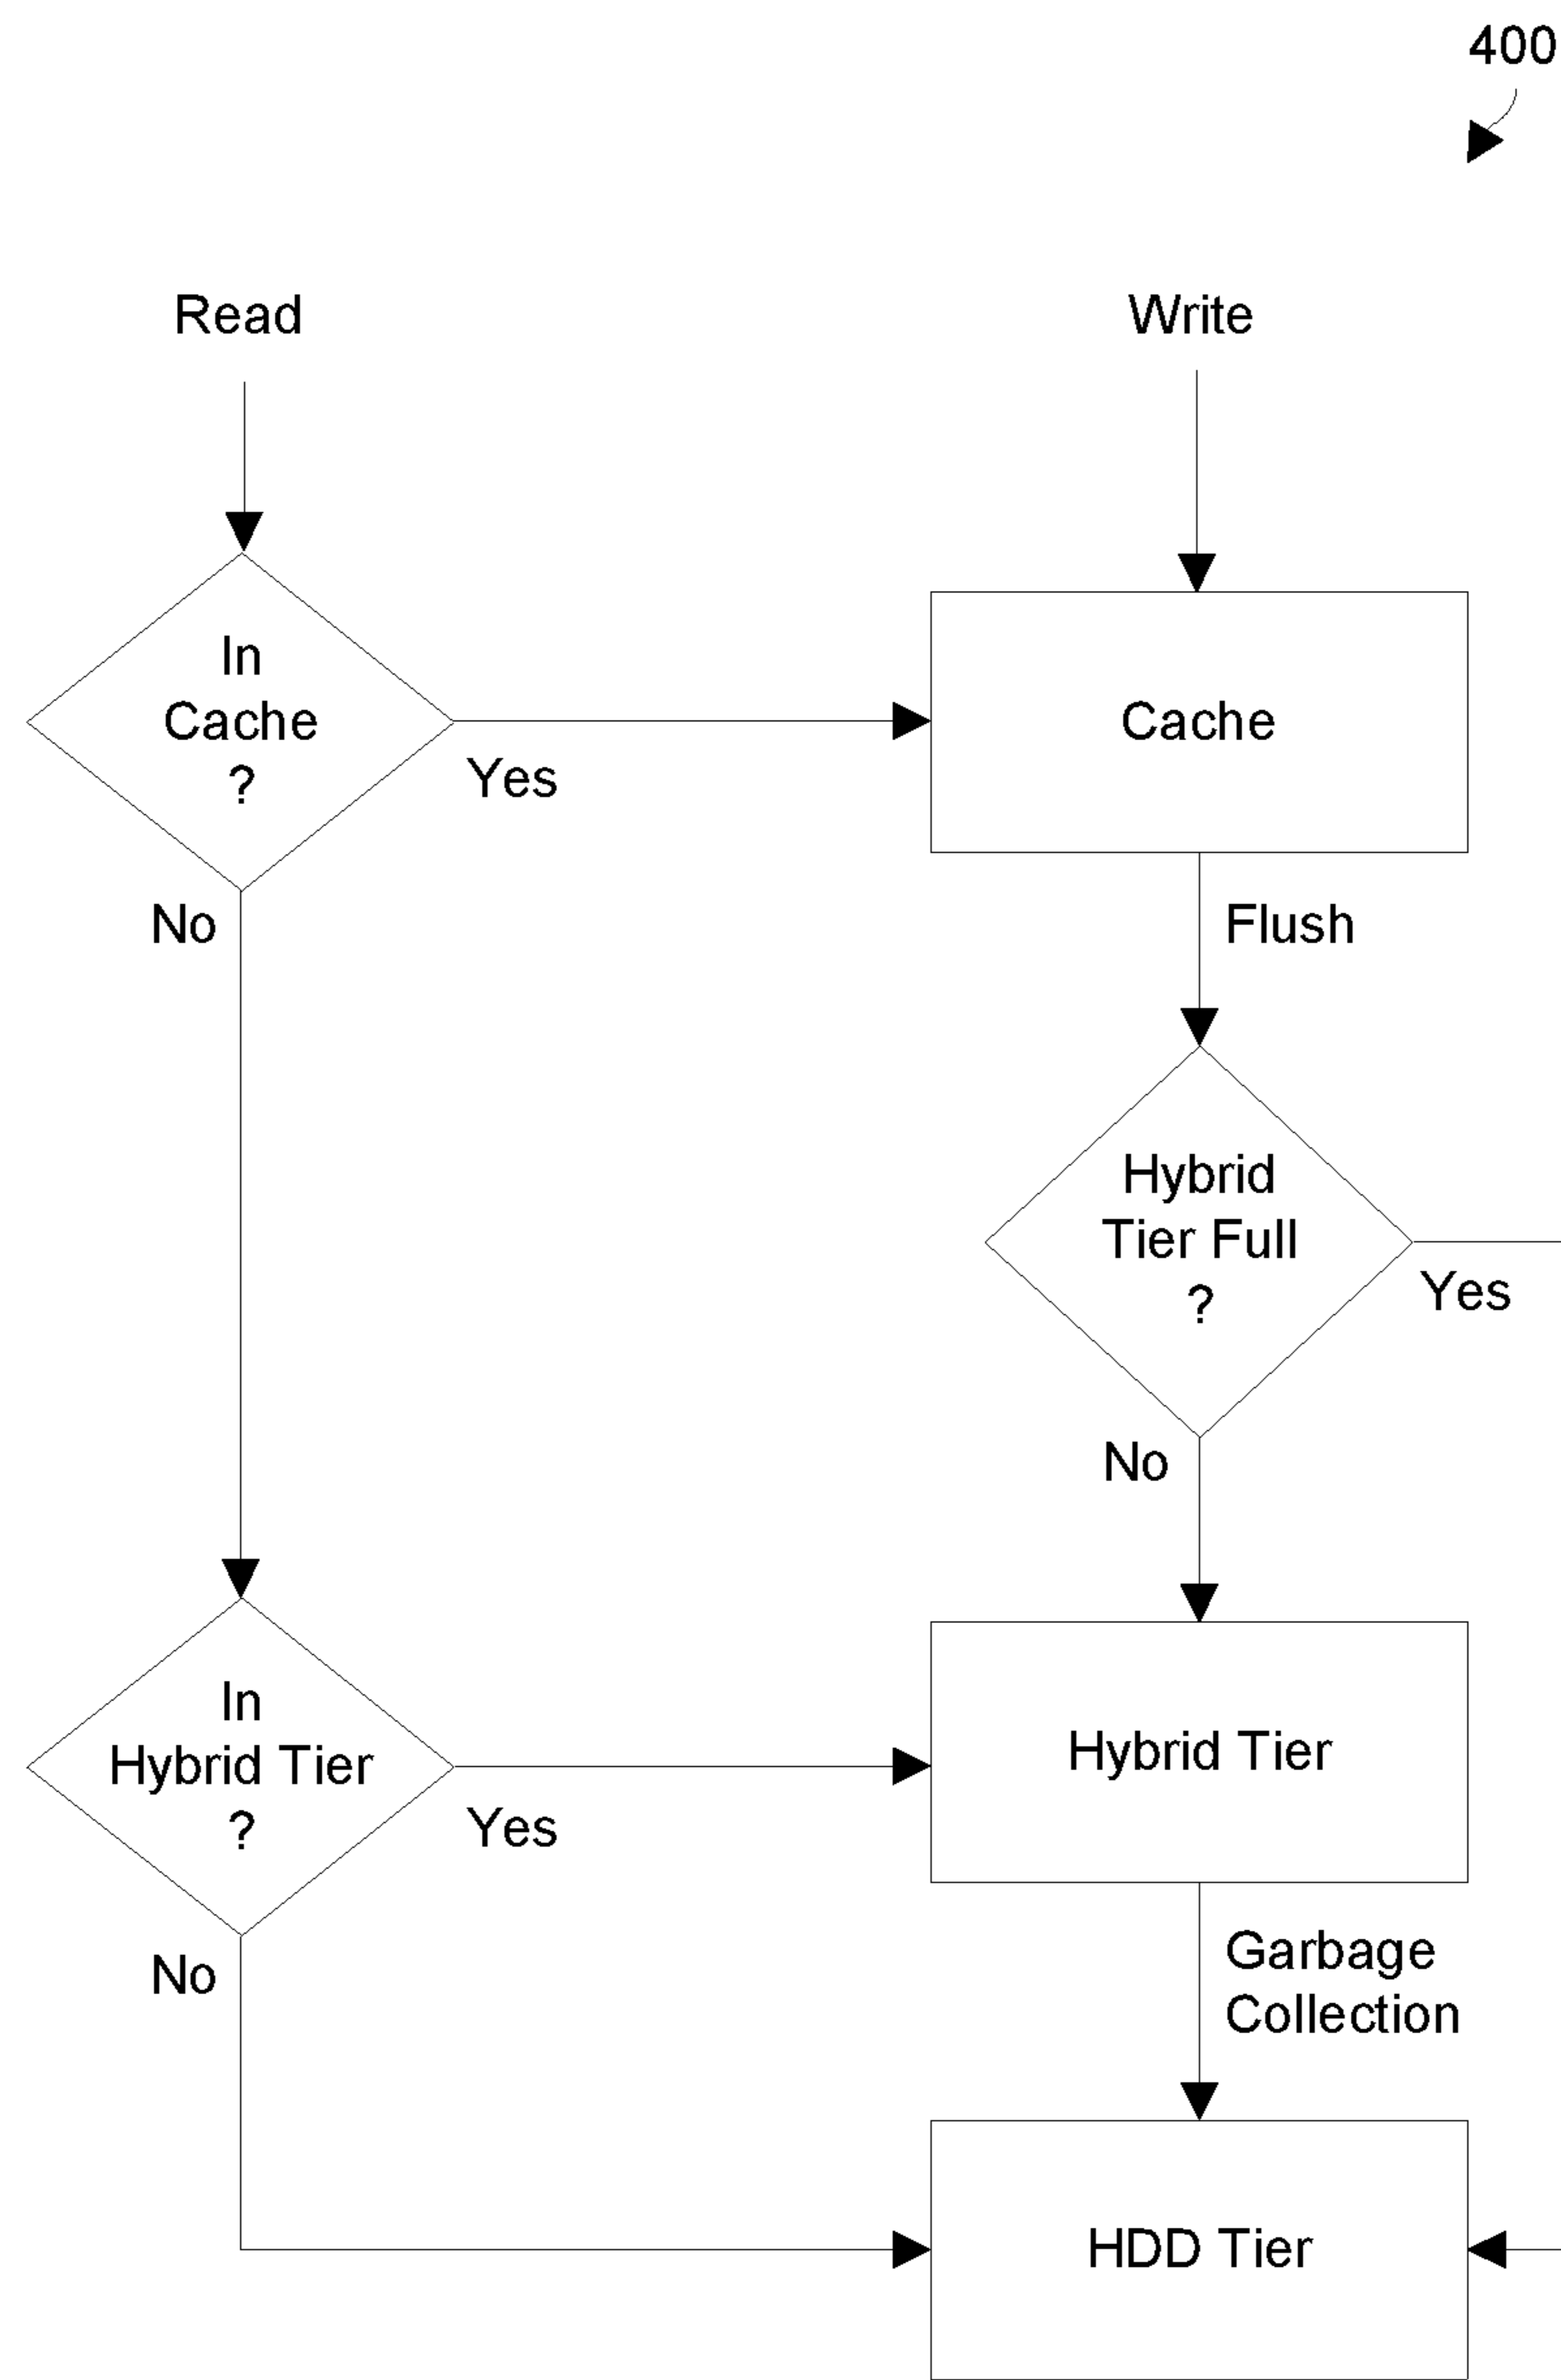 400
Read
Write
In
Cache
?
Yes
No
Cache
Flush
Hybrid
Tier Full
?
Yes
No
In
Hybrid Tier
?
Yes
No
Hybrid Tier
Garbage
Collection
HDD Tier